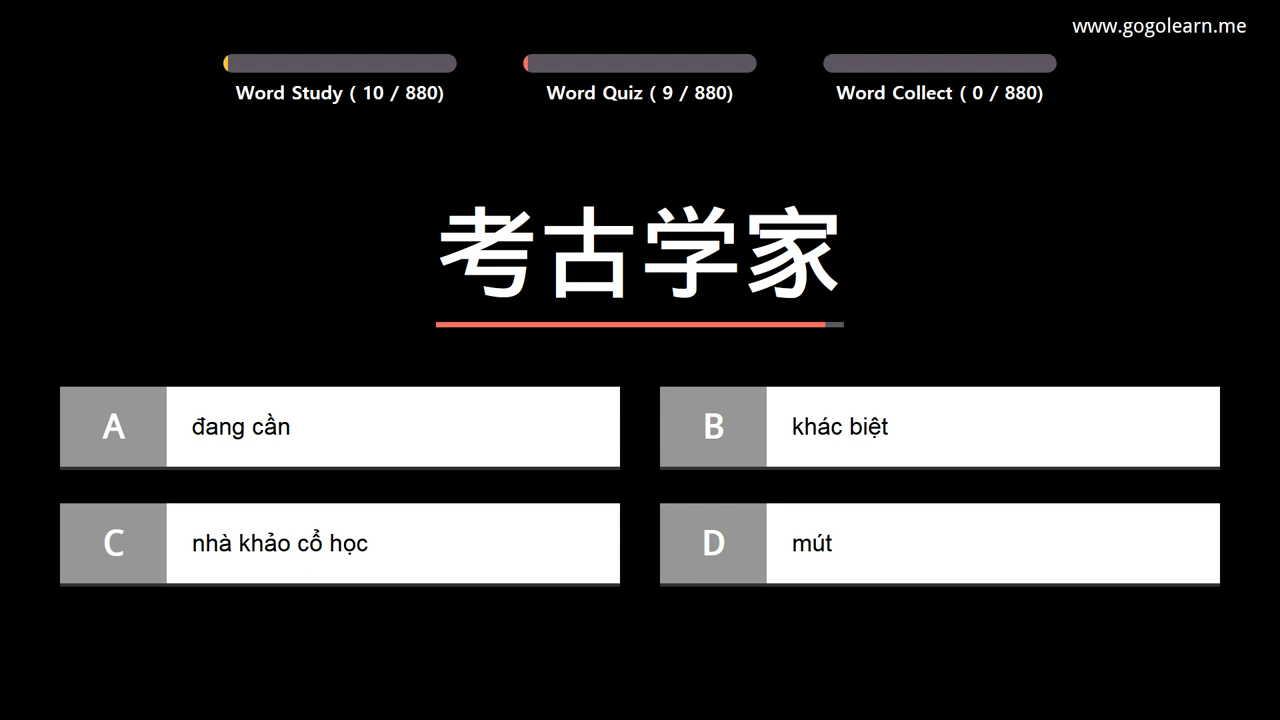 www.gogolearn.me
Word Study ( 10 / 880)
Word Quiz ( 9 / 880)
Word Collect ( 0 / 880)
考古学家
A đang cần
B khác biệt
C nhà khảo cổ học
D mút